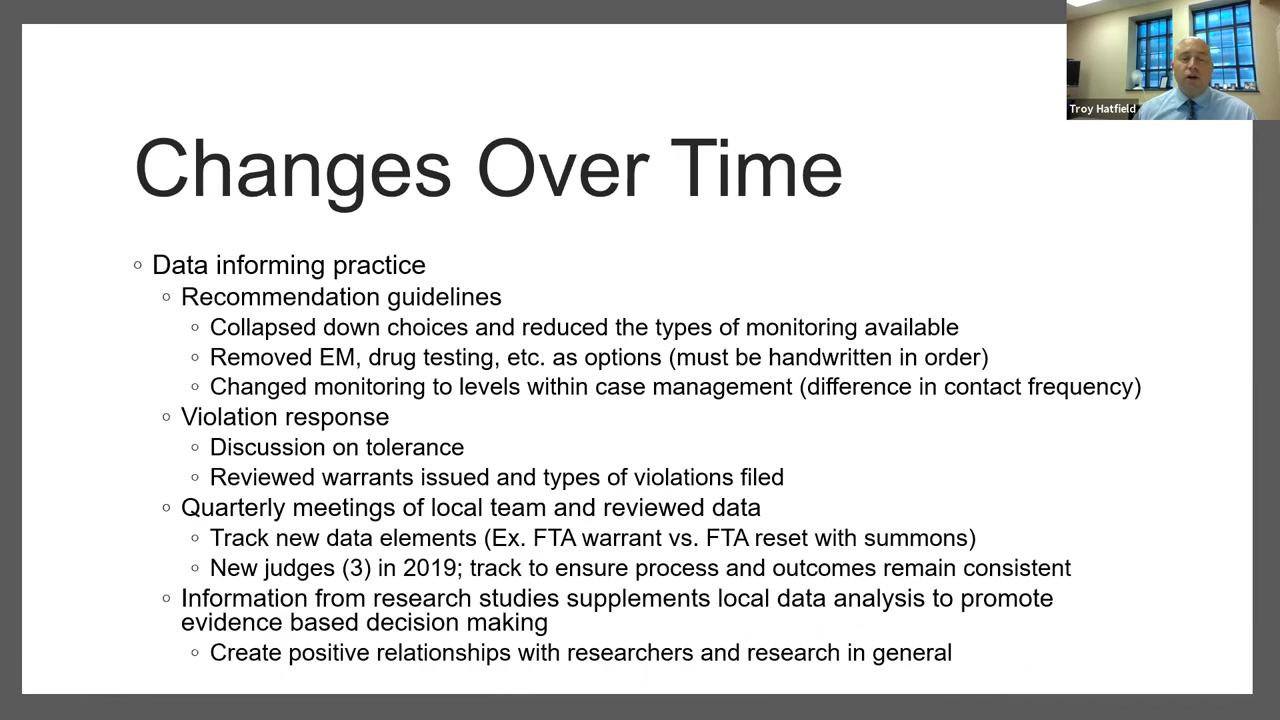 Troy Hatfield
Changes Over Time
◦ Data informing practice
◦ Recommendation guidelines
◦ Collapsed down choices and reduced the types of monitoring available
◦ Removed EM, drug testing, etc. as options (must be handwritten in order)
◦ Changed monitoring to levels within case management (difference in contact frequency)
◦ Violation response
◦ Discussion on tolerance
◦ Reviewed warrants issued and types of violations filed
◦ Quarterly meetings of local team and reviewed data
◦ Track new data elements (Ex. FTA warrant vs. FTA reset with summons)
◦ New judges (3) in 2019; track to ensure process and outcomes remain consistent
◦ Information from research studies supplements local data analysis to promote
evidence based decision making
◦ Create positive relationships with researchers and research in general